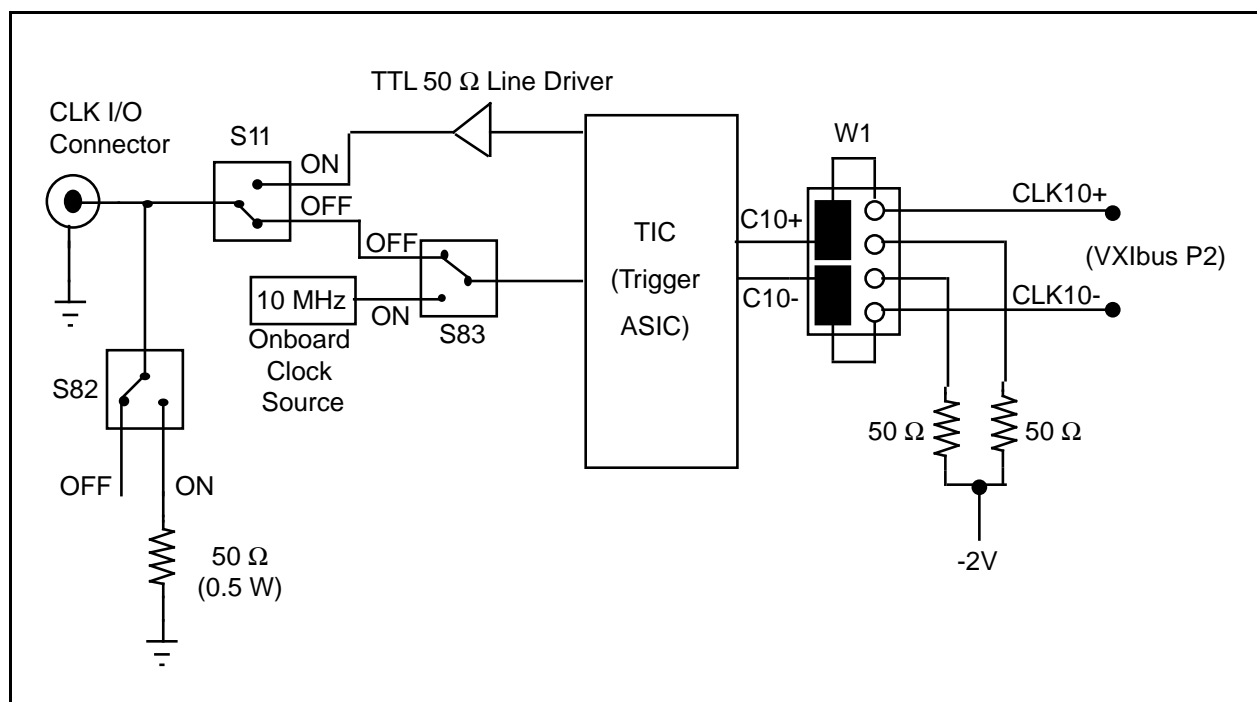 TTL 50 Ω Line Driver
CLK I/O
Connector
S11
ON
OFF
W1
CLK10+
C10+
TIC
(Trigger
ASIC)
(VXIbus P2)
OFF
10 MHz
ON
S83
Onboard
Clock
Source
C10-
CLK10-
S82
OFF
ON
50 Ω
(0.5 W)
50 Ω
50 Ω
-2V